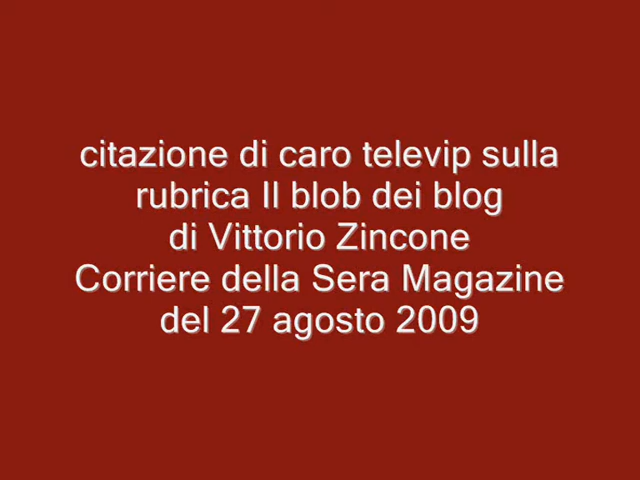 citazione di caro televip sulla
rubrica Il blob dei blog
di Vittorio Zincone
Corriere della Sera Magazine
del 27 agosto 2009